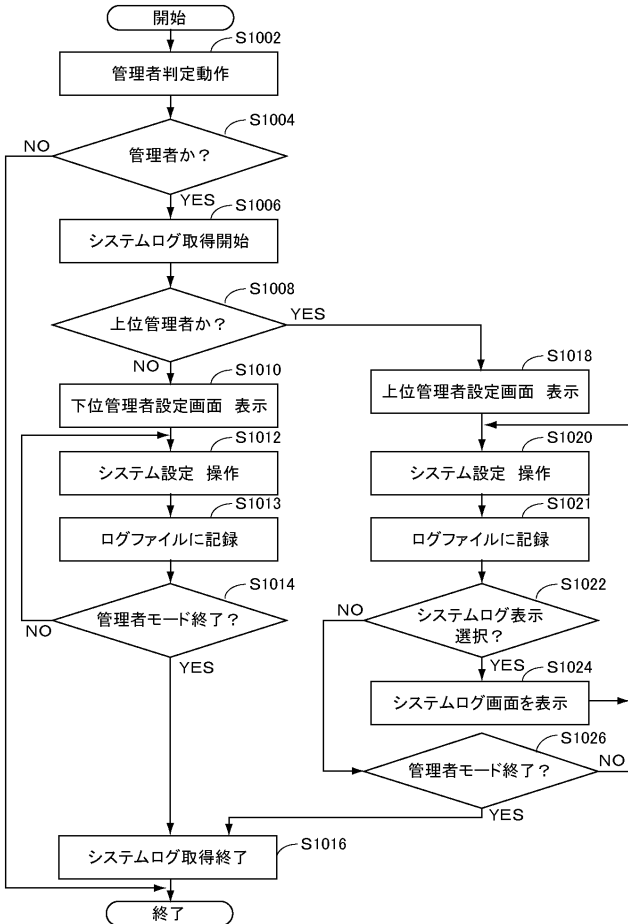 開始
S1002
管理者判定動作
S1004
NO
管理者か？
YES
S1006
システムログ取得開始
S1008
上位管理者か？
YES
NO
S1010
下位管理者設定画面 表示
S1012
システム設定 操作
S1013
ログファイルに記録
S1014
管理者モード終了？
NO
YES
S1018
上位管理者設定画面 表示
S1020
システム設定 操作
S1021
ログファイルに記録
S1022
NO
システムログ表示
選択？
YES
S1024
システムログ画面を表示
S1026
管理者モード終了？
NO
YES
システムログ取得終了
S1016
終了